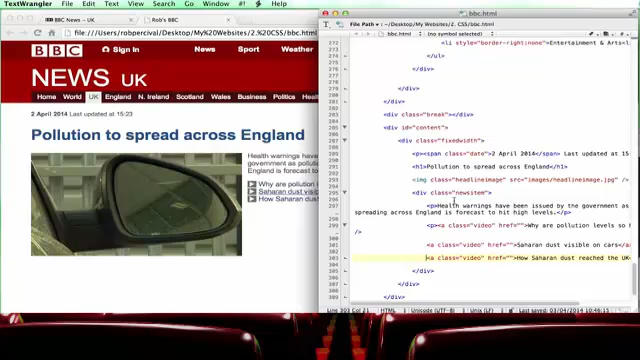 TextWrangler File Edit Text View Search Go Window #!
BBC News – UK
Rob's BBC
file:///Users/robpercival/Desktop/My%20Websites/2.%20CSS/bbc.html
BBC Sign In News Sport Weather
NEWS UK
Home World UK England N. Ireland Scotland Wales Business Politics
2 April 2014 Last updated at 15:23
Pollution to spread across England
Health warnings have
government as pollution
England is forecast to
Why are pollution
Saharan dust visible
How Saharan dust
bbc.html
File Path ▾: ~/Desktop/My Websites/2. CSS/bbc.html
bbc.html (no symbol selected)
272 <li style="border-right:none">Entertainment & Arts
273
274 </ul>
275
276 </div>
277
278
279 </div>
280
281 </div>
282
283 <div class="break"></div>
284
285 <div id="content">
286
287 <div class="fixedwidth">
288
289 <p><span class="date">2 April 2014</span> Last updated at 15
290
291 <h1>Pollution to spread across England</h1>
292
293 <img class="headlineimage" src="images/headlineimage.jpg" />
294
295 <div class="newsitem">
296
297 <p>Health warnings have been issued by the government as
spreading across England is forecast to hit high levels.</p>
298
299 <p><a class="video" href="">Why are pollution levels so
/>
300
301 <a class="video" href="">Saharan dust visible on cars</a>
302
303 <a class="video" href="">How Saharan dust reached the UK
304
305 </div>
306
307 </div>
308
309 </div>
Line 303 Col 21 HTML Unicode (UTF-8) Unix (LF) Last saved: 03/04/2014 10:46:15